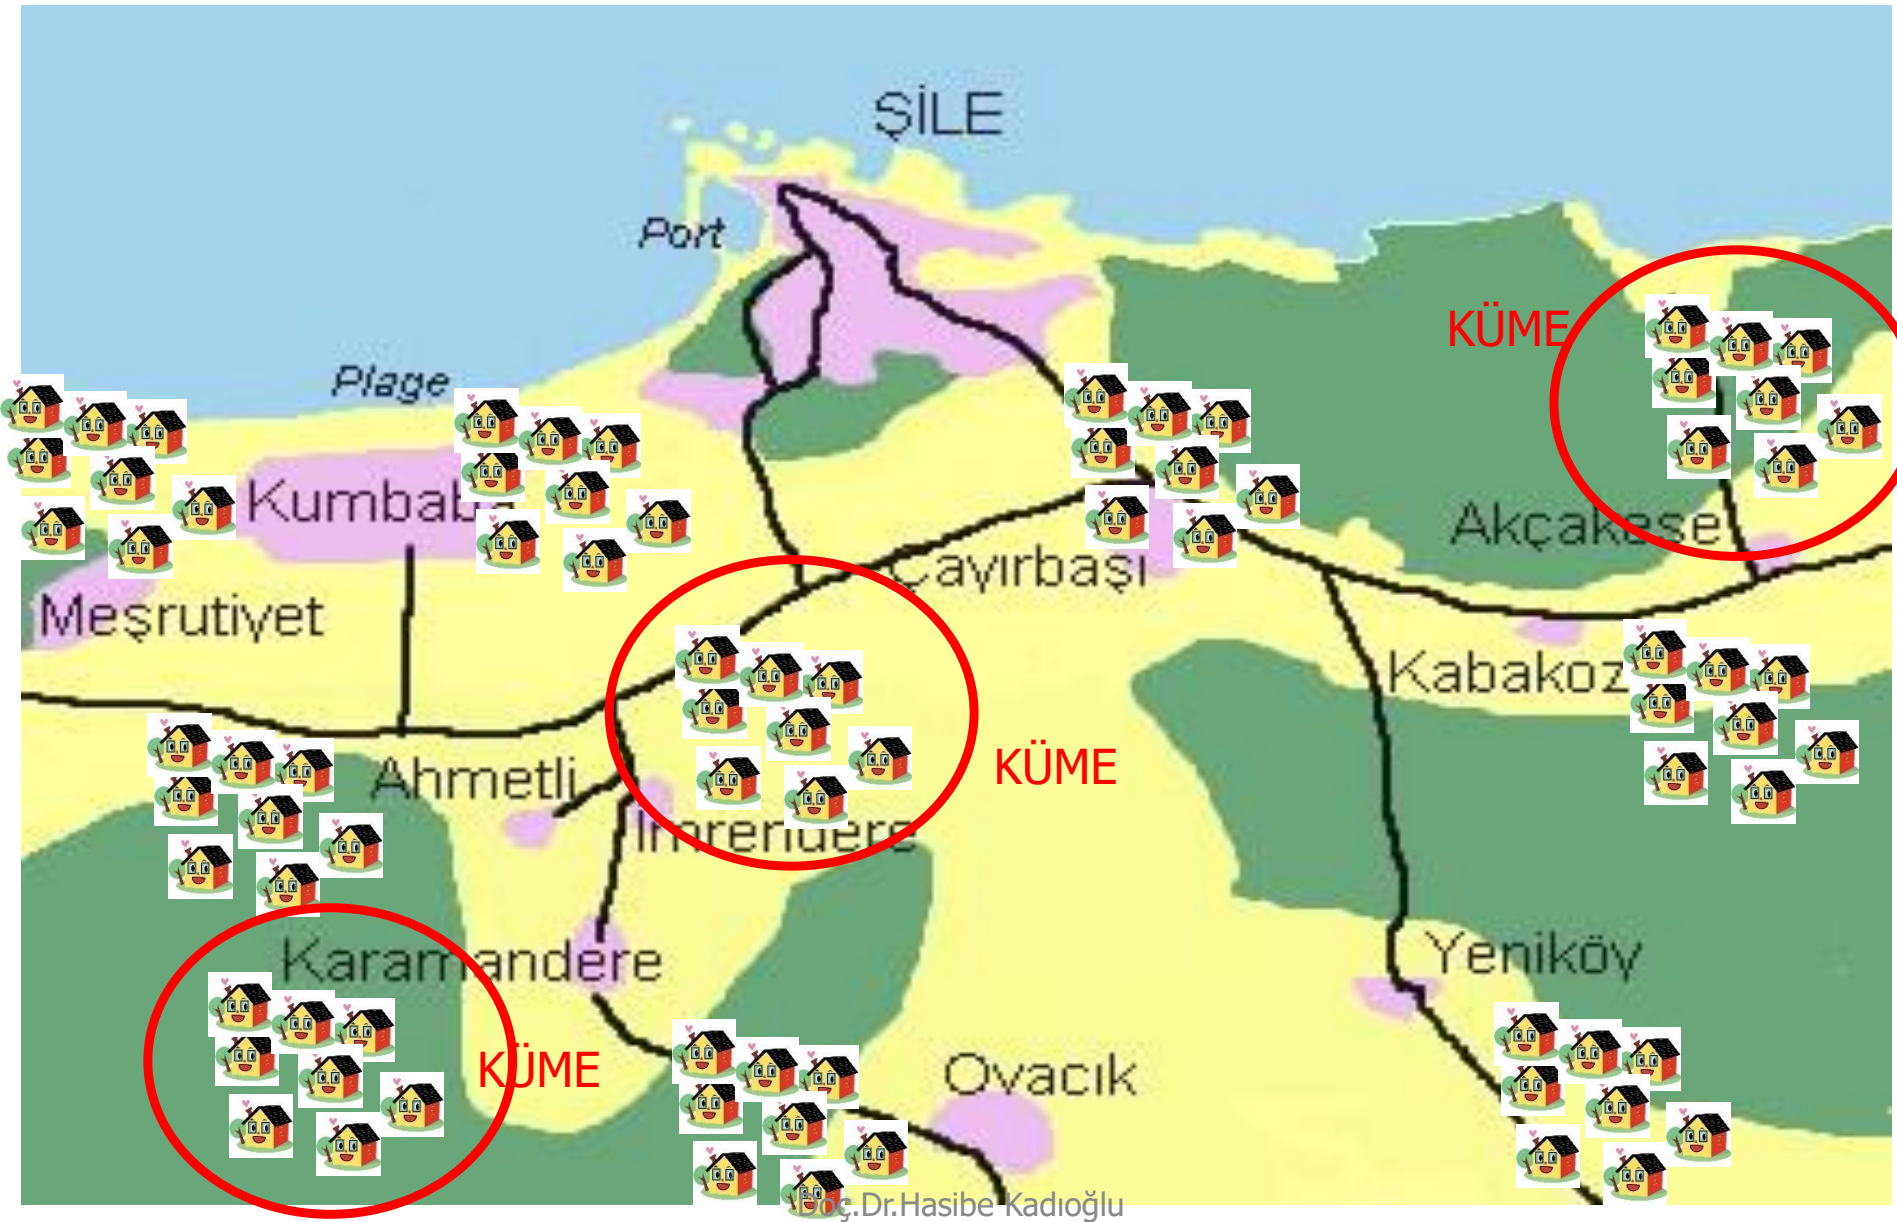 ŞİLE
Port
KÜME
Plage
Kumbaba
Akçakese
Çayırbaşı
Meşrutiyet
Kabakoz
KÜME
Ahmetli
İmrendere
Karamandere
Yeniköy
KÜME
Ovacık
Doç.Dr.Hasibe Kadıoğlu